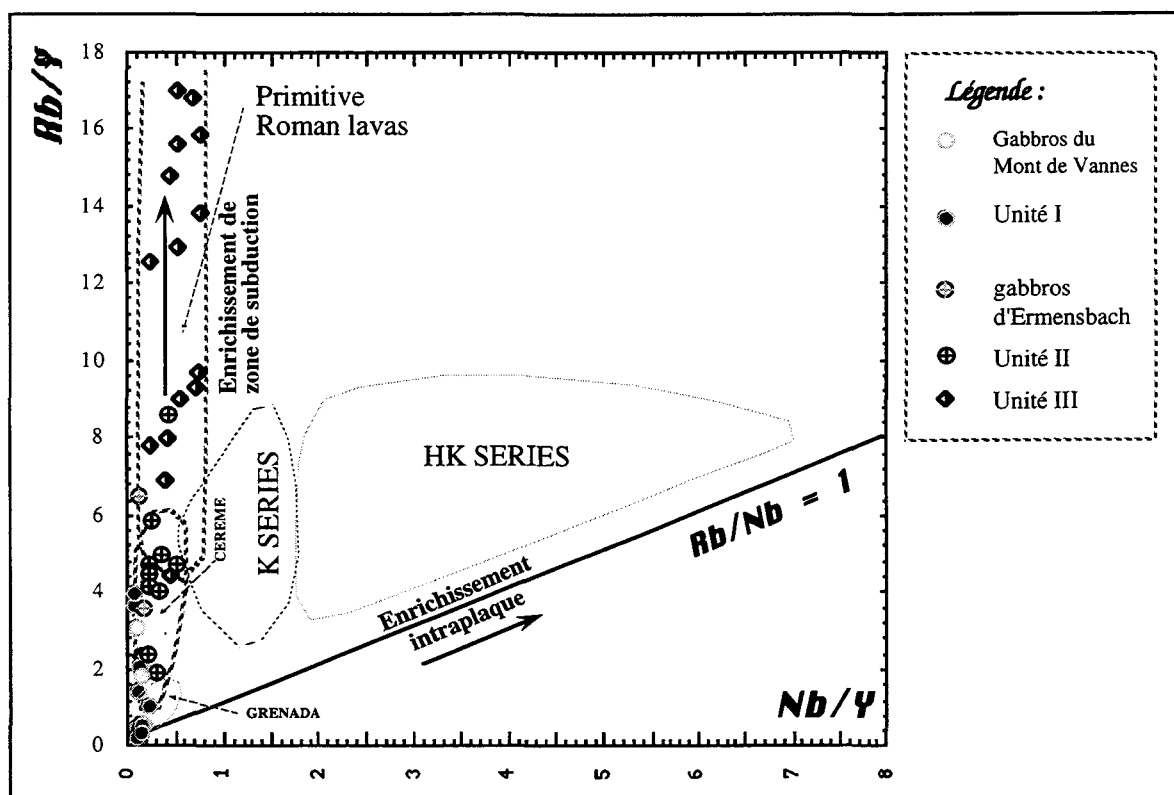 Rb/Y
18
16
14
12
10
8
6
4
2
0
Primitive
Roman lavas
Enrichissement de
zone de subduction
CEREME
K SERIES
HK SERIES
Rb/Nb = 1
Enrichissement
intraplaque
GRENADA
Nb/Y
0
1
2
3
4
5
6
7
8
Légende :
Gabbros du
Mont de Vannes
Unité I
gabbros
d'Ermensbach
Unité II
Unité III